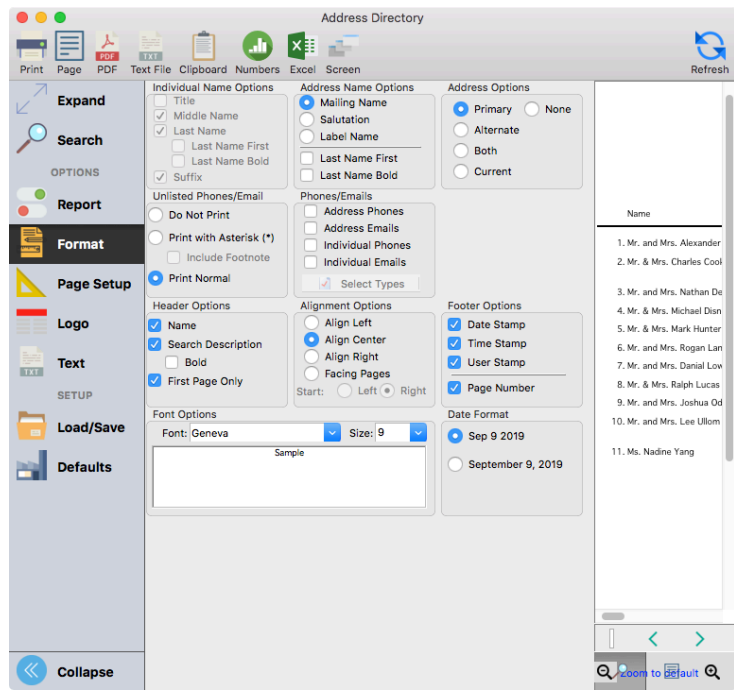 Address Directory
Print Page PDF Text File Clipboard Numbers Excel Screen Refresh
Expand
Search
OPTIONS
Report
Format
Page Setup
Logo
Text
SETUP
Load/Save
Defaults
Collapse
Individual Name Options
Title
Middle Name
Last Name
Last Name First
Last Name Bold
Suffix
Address Name Options
Mailing Name
Salutation
Label Name
Last Name First
Last Name Bold
Address Options
Primary None
Alternate
Both
Current
Unlisted Phones/Email
Do Not Print
Print with Asterisk (*)
Include Footnote
Print Normal
Phones/Emails
Address Phones
Address Emails
Individual Phones
Individual Emails
Select Types
Header Options
Name
Search Description
Bold
First Page Only
Alignment Options
Align Left
Align Center
Align Right
Facing Pages
Start: Left Right
Footer Options
Date Stamp
Time Stamp
User Stamp
Page Number
Font Options
Font: Geneva Size: 9
Sample
Date Format
Sep 9 2019
September 9, 2019
Name
1. Mr. and Mrs. Alexander
2. Mr. & Mrs. Charles Cool
3. Mr. and Mrs. Nathan De
4. Mr. & Mrs. Michael Disn
5. Mr. & Mrs. Mark Hunter
6. Mr. and Mrs. Rogan Lan
7. Mr. and Mrs. Danial Low
8. Mr. & Mrs. Ralph Lucas
9. Mr. and Mrs. Joshua Od
10. Mr. and Mrs. Lee Ullom
11. Ms. Nadine Yang
Zoom to default